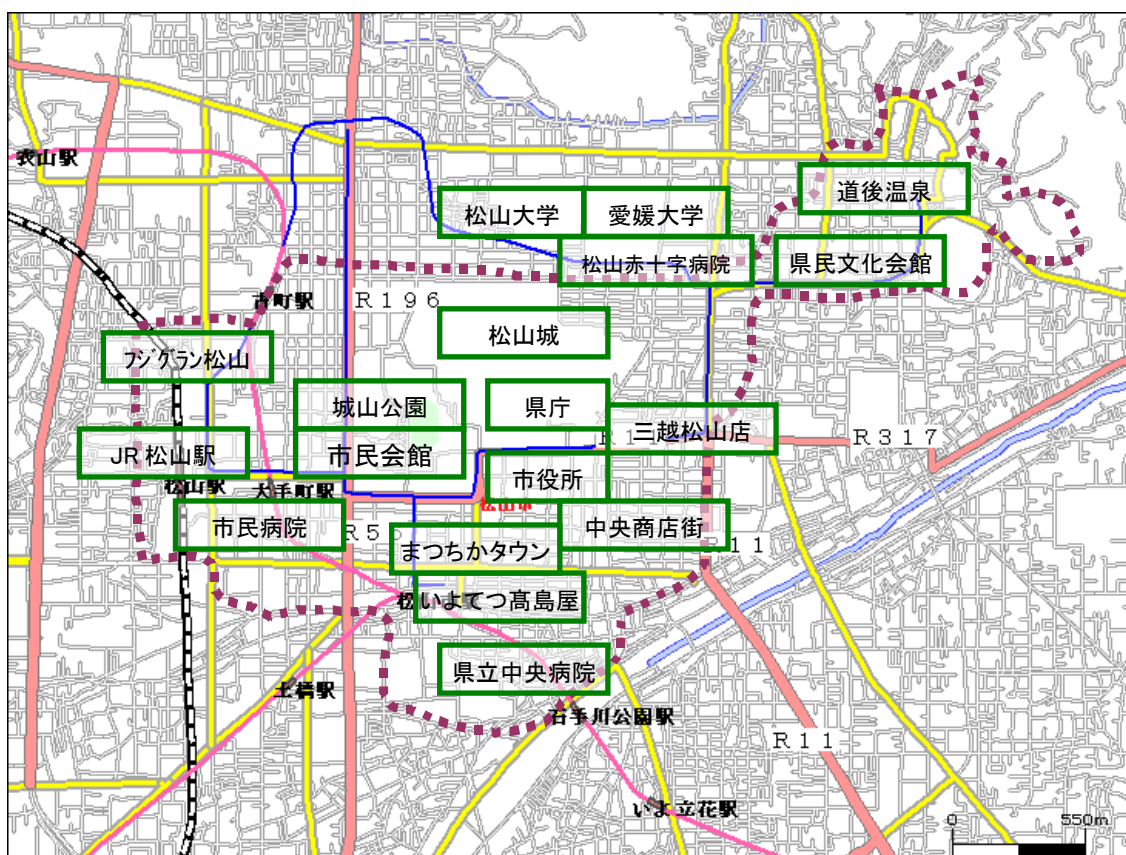 衣山駅
道後温泉
松山大学
愛媛大学
松山赤十字病院
県民文化会館
古町駅
R196
松山城
フジグラン松山
城山公園
県庁
三越松山店
R317
JR松山駅
市民会館
松山駅
大手町駅
市役所
市民病院
中央商店街
まつちかタウン
いよてつ髙島屋
県立中央病院
土橋駅
石手川公園駅
R11
いよ立花駅
0
550m